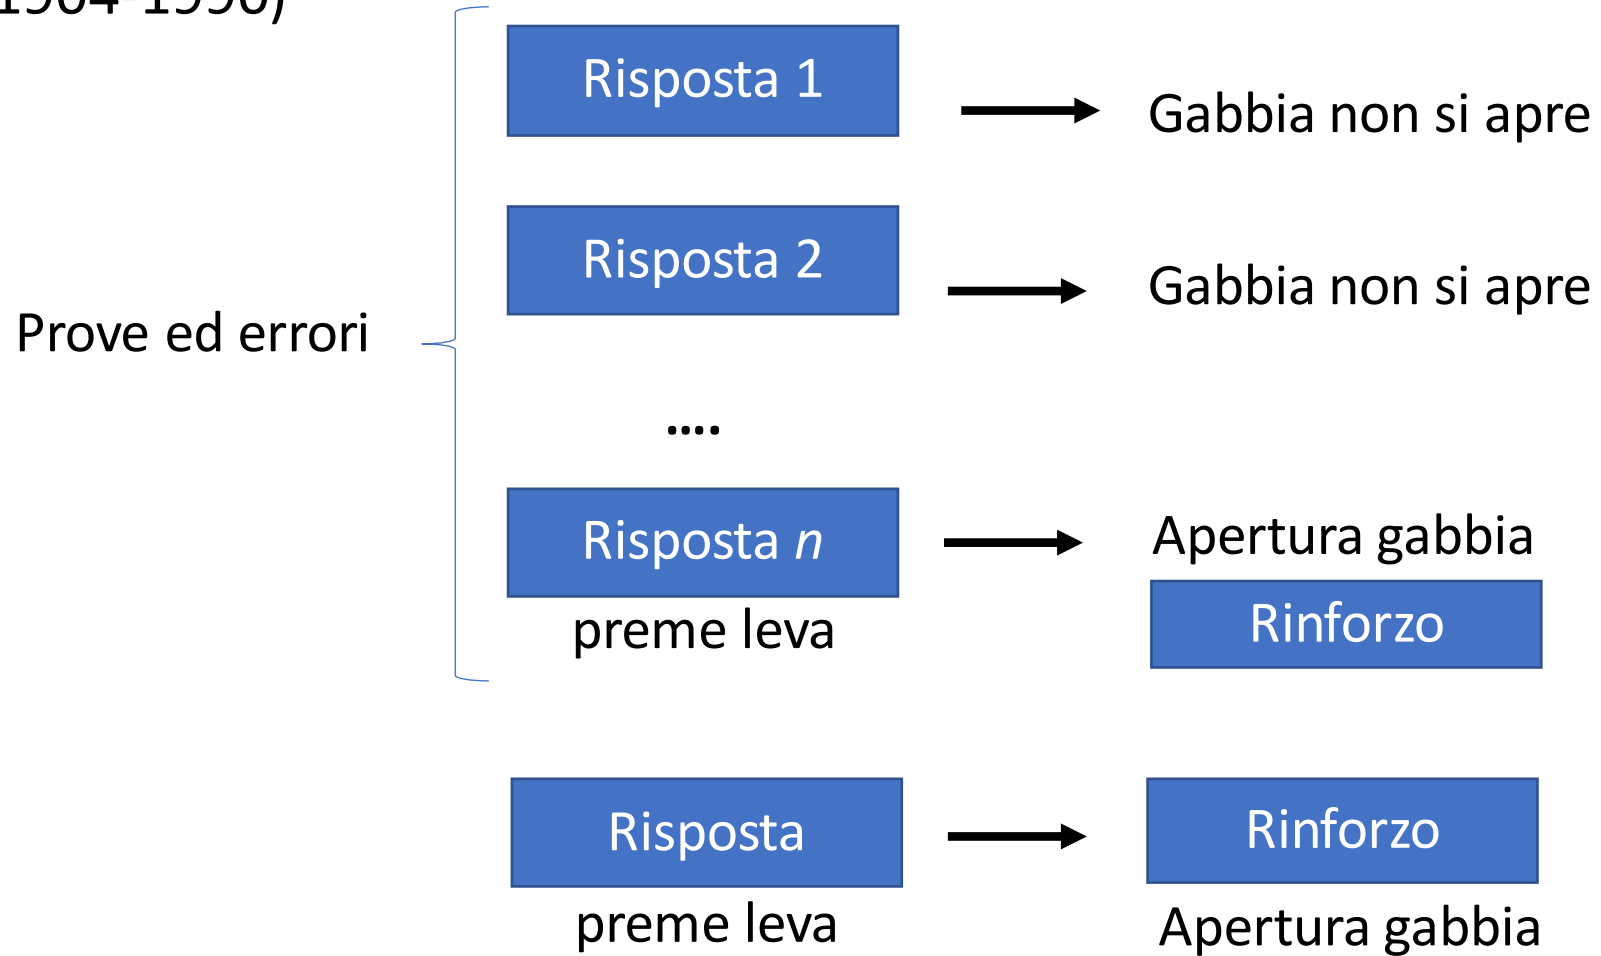 Risposta 1
Gabbia non si apre
Risposta 2
Gabbia non si apre
Prove ed errori
....
Risposta n
Apertura gabbia
preme leva
Rinforzo
Risposta
Rinforzo
preme leva
Apertura gabbia